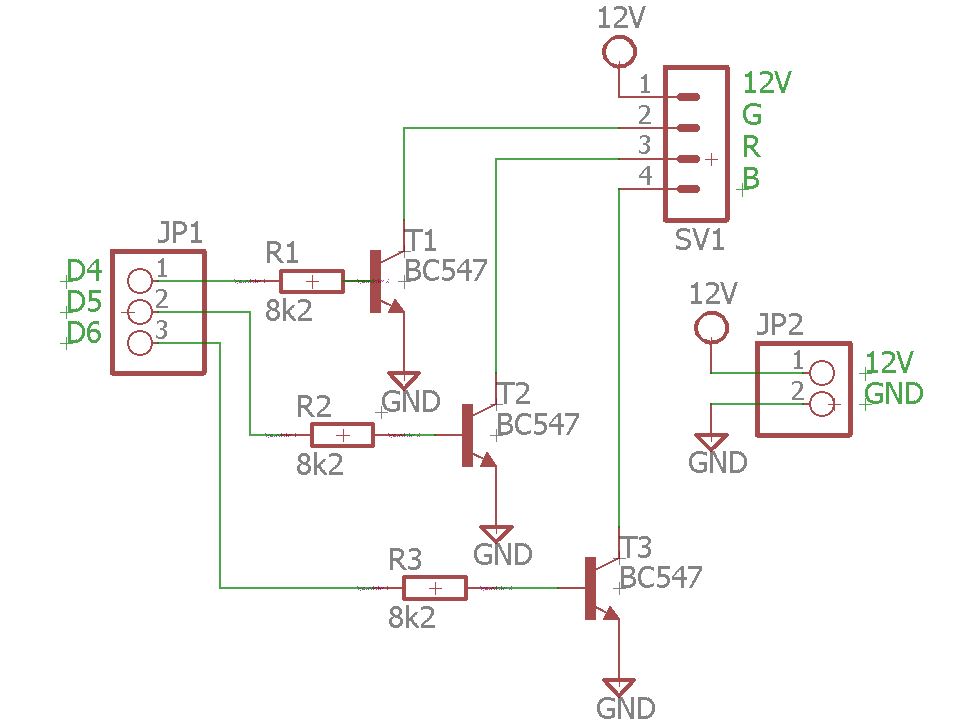 12V
1
2
3
4
12V
G
R
B
SV1
JP1
D4
D5
D6
1
2
3
R1
8k2
T1
BC547
GND
R2
8k2
T2
BC547
GND
R3
8k2
T3
BC547
GND
12V
JP2
1
2
12V
GND
GND